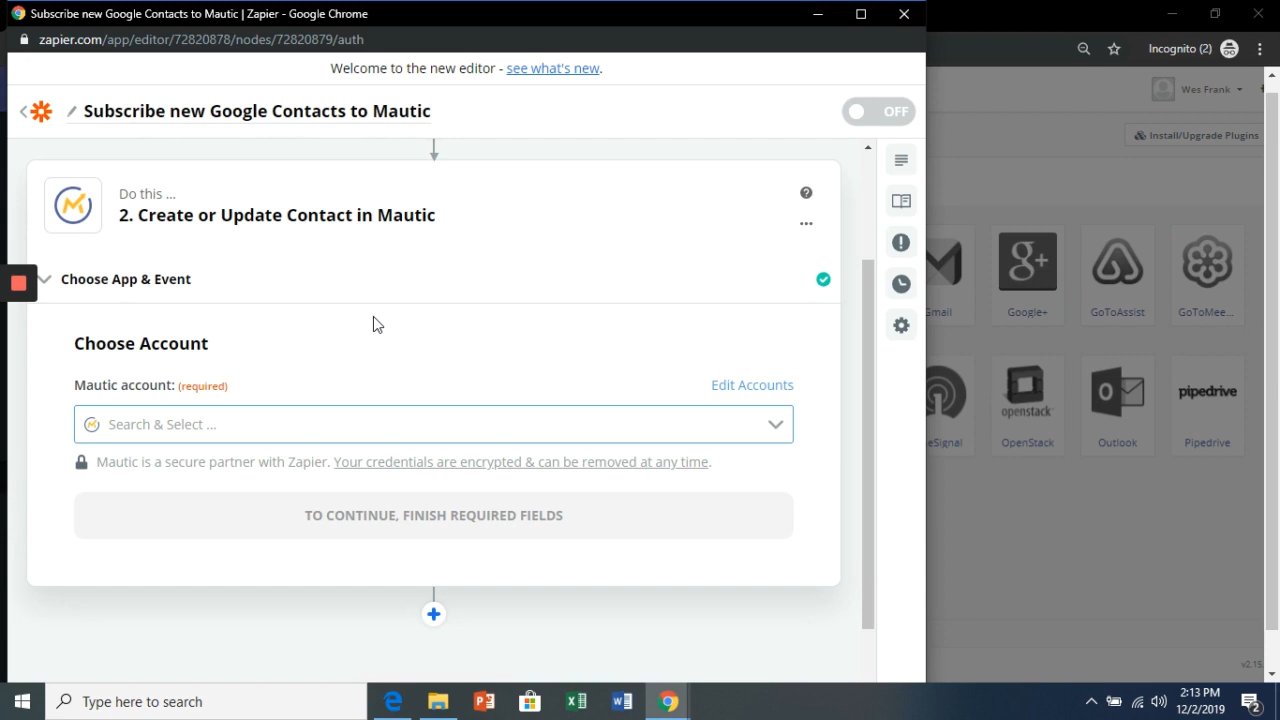 Subscribe new Google Contacts to Mautic | Zapier - Google Chrome
zapier.com/app/editor/72820878/nodes/72820879/auth
Incognito (2)
Welcome to the new editor - see what's new.
Wes Frank
Subscribe new Google Contacts to Mautic
OFF
Install/Upgrade Plugins
Do this ...
2. Create or Update Contact in Mautic
Choose App & Event
Gmail
Google+
GoToAssist
GoToMee...
Choose Account
Mautic account: (required)
Edit Accounts
Search & Select ...
openstack
pipedrive
eSignal
OpenStack
Outlook
Pipedrive
Mautic is a secure partner with Zapier. Your credentials are encrypted & can be removed at any time.
TO CONTINUE, FINISH REQUIRED FIELDS
v2.15
Type here to search
2:13 PM
12/2/2019
2